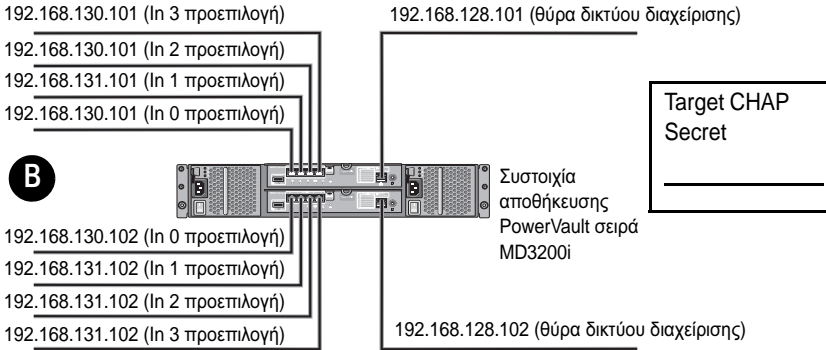 192.168.130.101 (In 3 προεπιλογή)
192.168.128.101 (θύρα δικτύου διαχείρισης)
192.168.130.101 (In 2 προεπιλογή)
192.168.131.101 (In 1 προεπιλογή)
192.168.130.101 (In 0 προεπιλογή)
Target CHAP
Secret
B
Συστοιχία
αποθήκευσης
PowerVault σειρά
MD3200i
192.168.130.102 (In 0 προεπιλογή)
192.168.131.102 (In 1 προεπιλογή)
192.168.131.102 (In 2 προεπιλογή)
192.168.131.102 (In 3 προεπιλογή)
192.168.128.102 (θύρα δικτύου διαχείρισης)